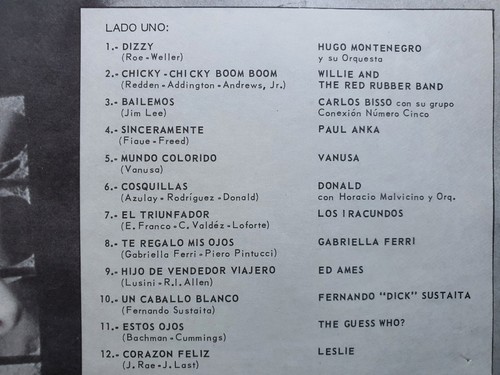 LADO UNO:
1.- DIZZY HUGO MONTENEGRO
(Roe - Weller) y su Orquesta
2.- CHICKY - CHICKY BOOM BOOM WILLIE AND
(Redden - Addington - Andrews, Jr.) THE RED RUBBER BAND
3.- BAILEMOS CARLOS BISSO con su grupo
(Jim Lee) Conexión Número Cinco
4.- SINCERAMENTE PAUL ANKA
(Fiaue - Freed)
5.- MUNDO COLORIDO VANUSA
(Vanusa)
6.- COSQUILLAS DONALD
(Azulay - Rodríguez - Donald) con Horacio Malvicino y Orq.
7.- EL TRIUNFADOR LOS IRACUNDOS
(E. Franco - C. Valdéz - Loforte)
8.- TE REGALO MIS OJOS GABRIELLA FERRI
(Gabriella Ferri - Piero Pintucci)
9.- HIJO DE VENDEDOR VIAJERO ED AMES
(Lusini - R.I. Allen)
10.- UN CABALLO BLANCO FERNANDO "DICK" SUSTAITA
(Fernando Sustaita)
11.- ESTOS OJOS THE GUESS WHO?
(Bachman - Cummings)
12.- CORAZON FELIZ LESLIE
(J. Rae - J. Last)